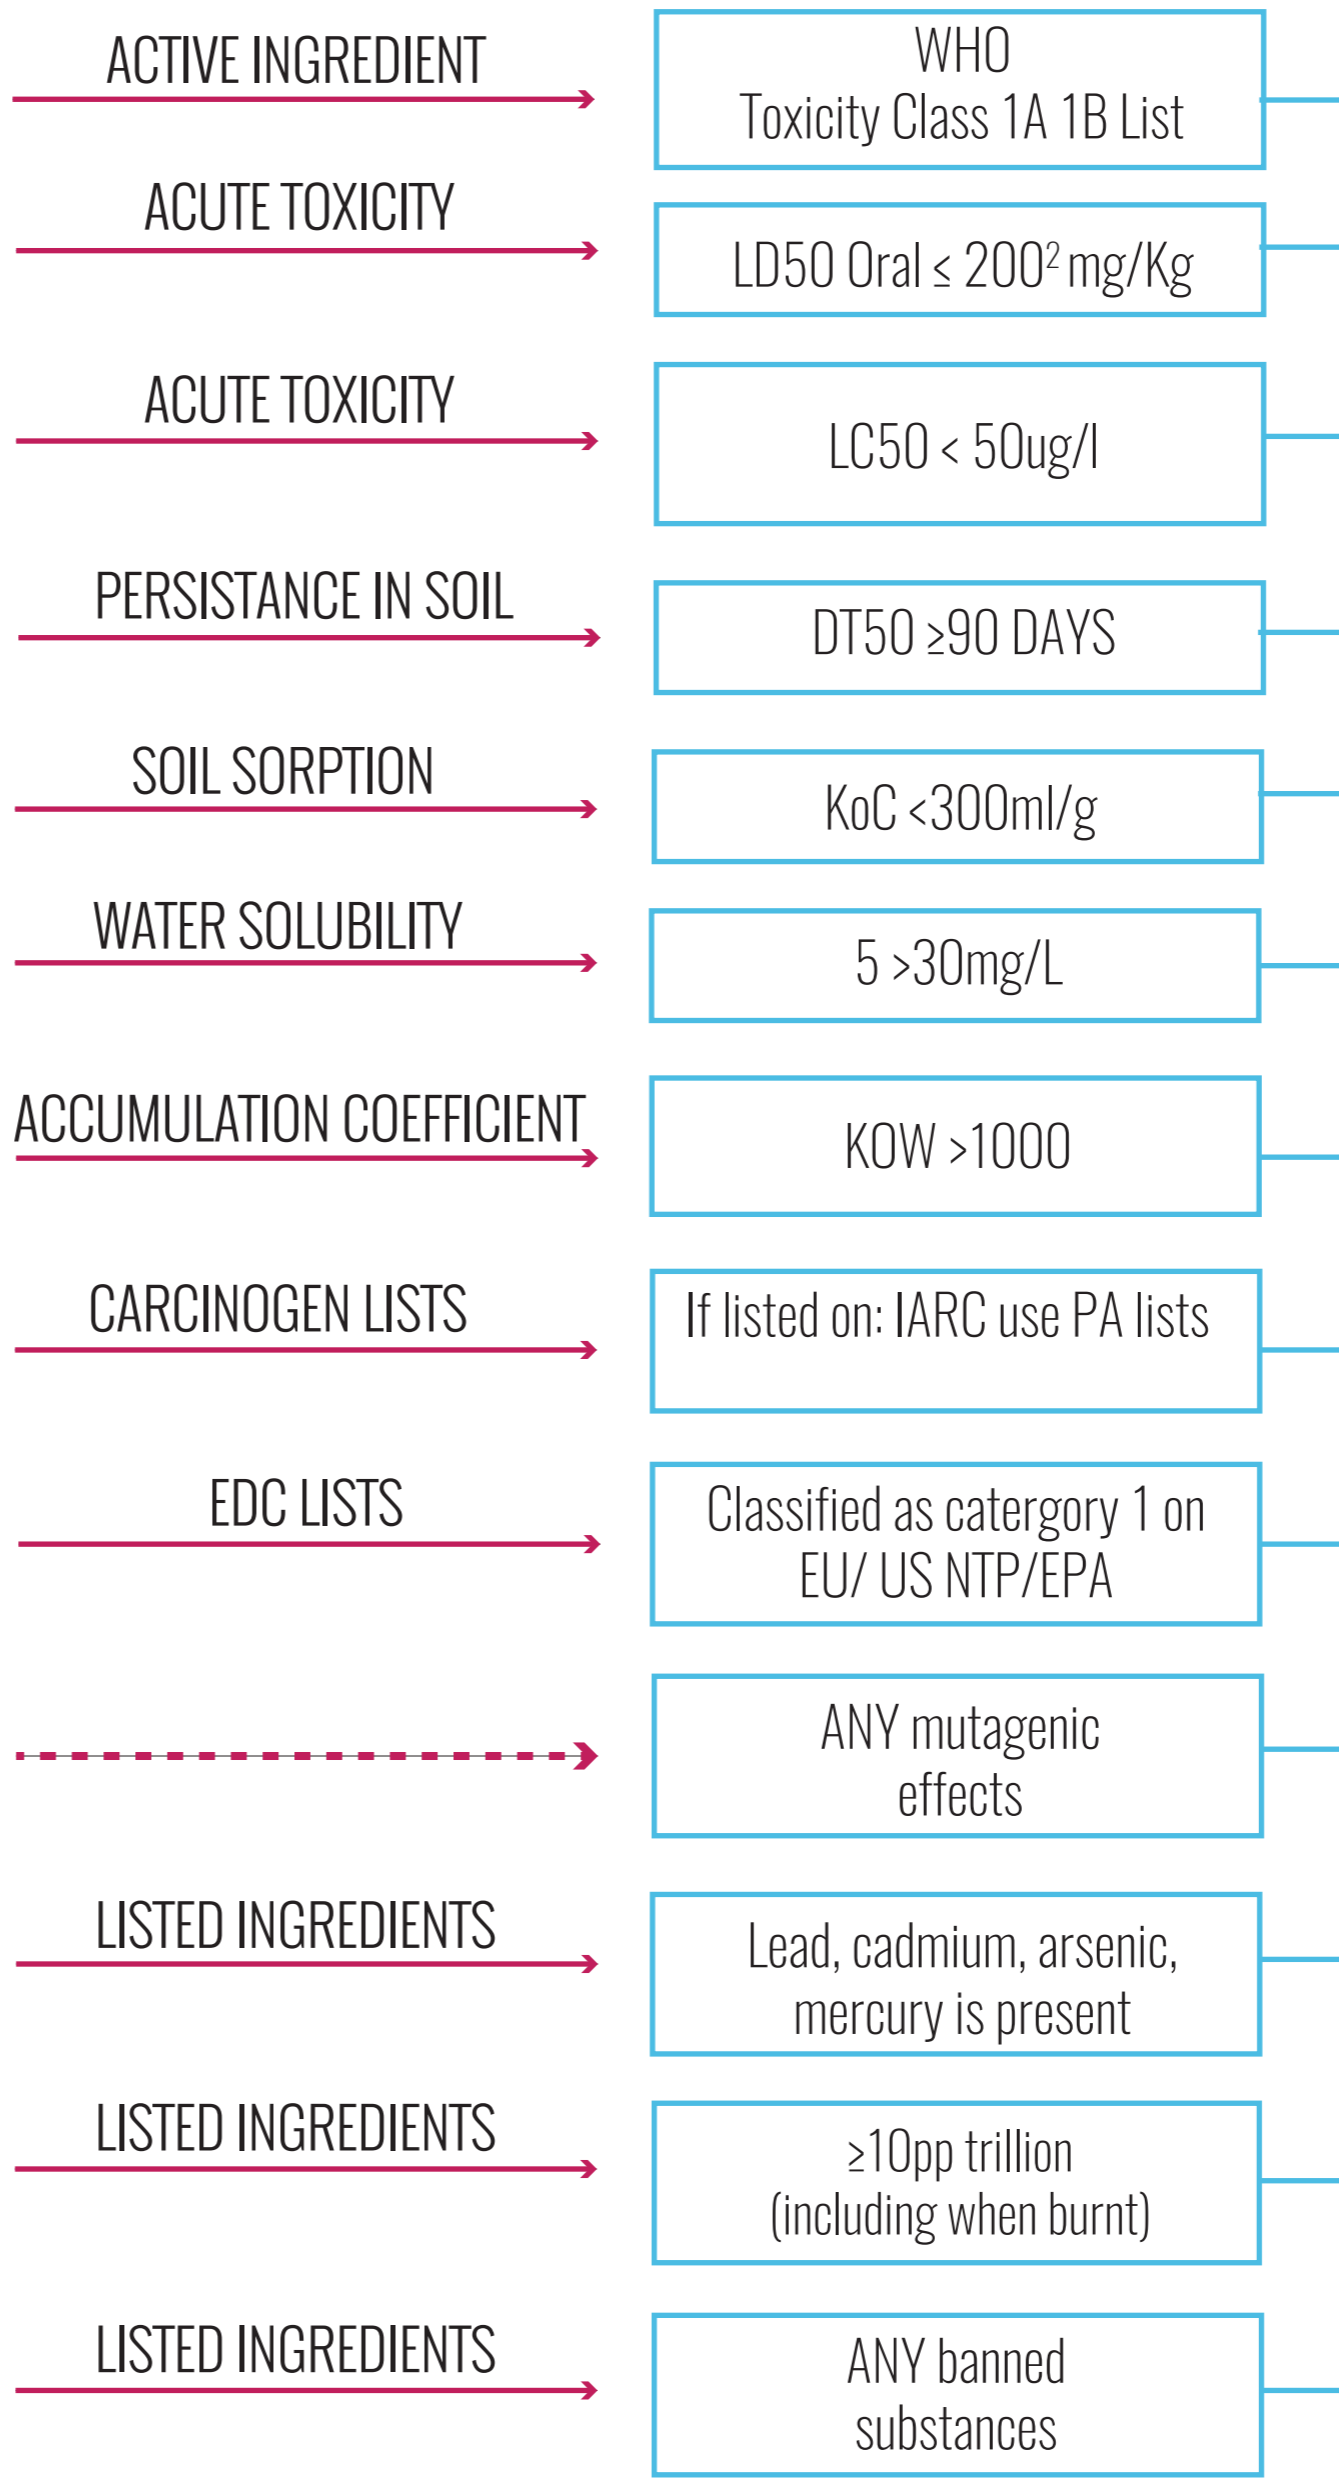 ACTIVE INGREDIENT
WHO
Toxicity Class 1A 1B List
ACUTE TOXICITY
LD50 Oral ≤ 200² mg/Kg
ACUTE TOXICITY
LC50 < 50ug/l
PERSISTANCE IN SOIL
DT50 ≥90 DAYS
SOIL SORPTION
KoC <300ml/g
WATER SOLUBILITY
5 >30mg/L
ACCUMULATION COEFFICIENT
KOW >1000
CARCINOGEN LISTS
If listed on: IARC use PA lists
EDC LISTS
Classified as catergory 1 on
EU/ US NTP/EPA
ANY mutagenic
effects
LISTED INGREDIENTS
Lead, cadmium, arsenic,
mercury is present
LISTED INGREDIENTS
≥10pp trillion
(including when burnt)
LISTED INGREDIENTS
ANY banned
substances